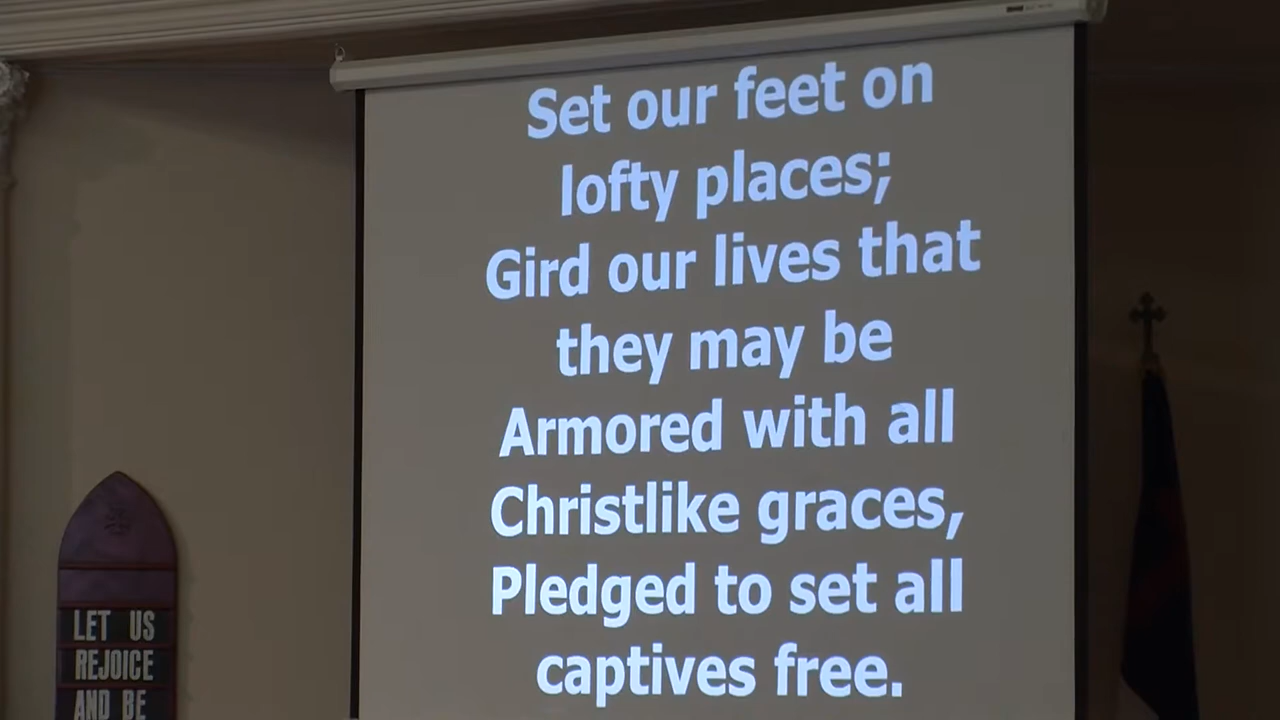 Set our feet on
lofty places;
Gird our lives that
they may be
Armored with all
Christlike graces,
Pledged to set all
captives free.
LET US
REJOICE
AND BE